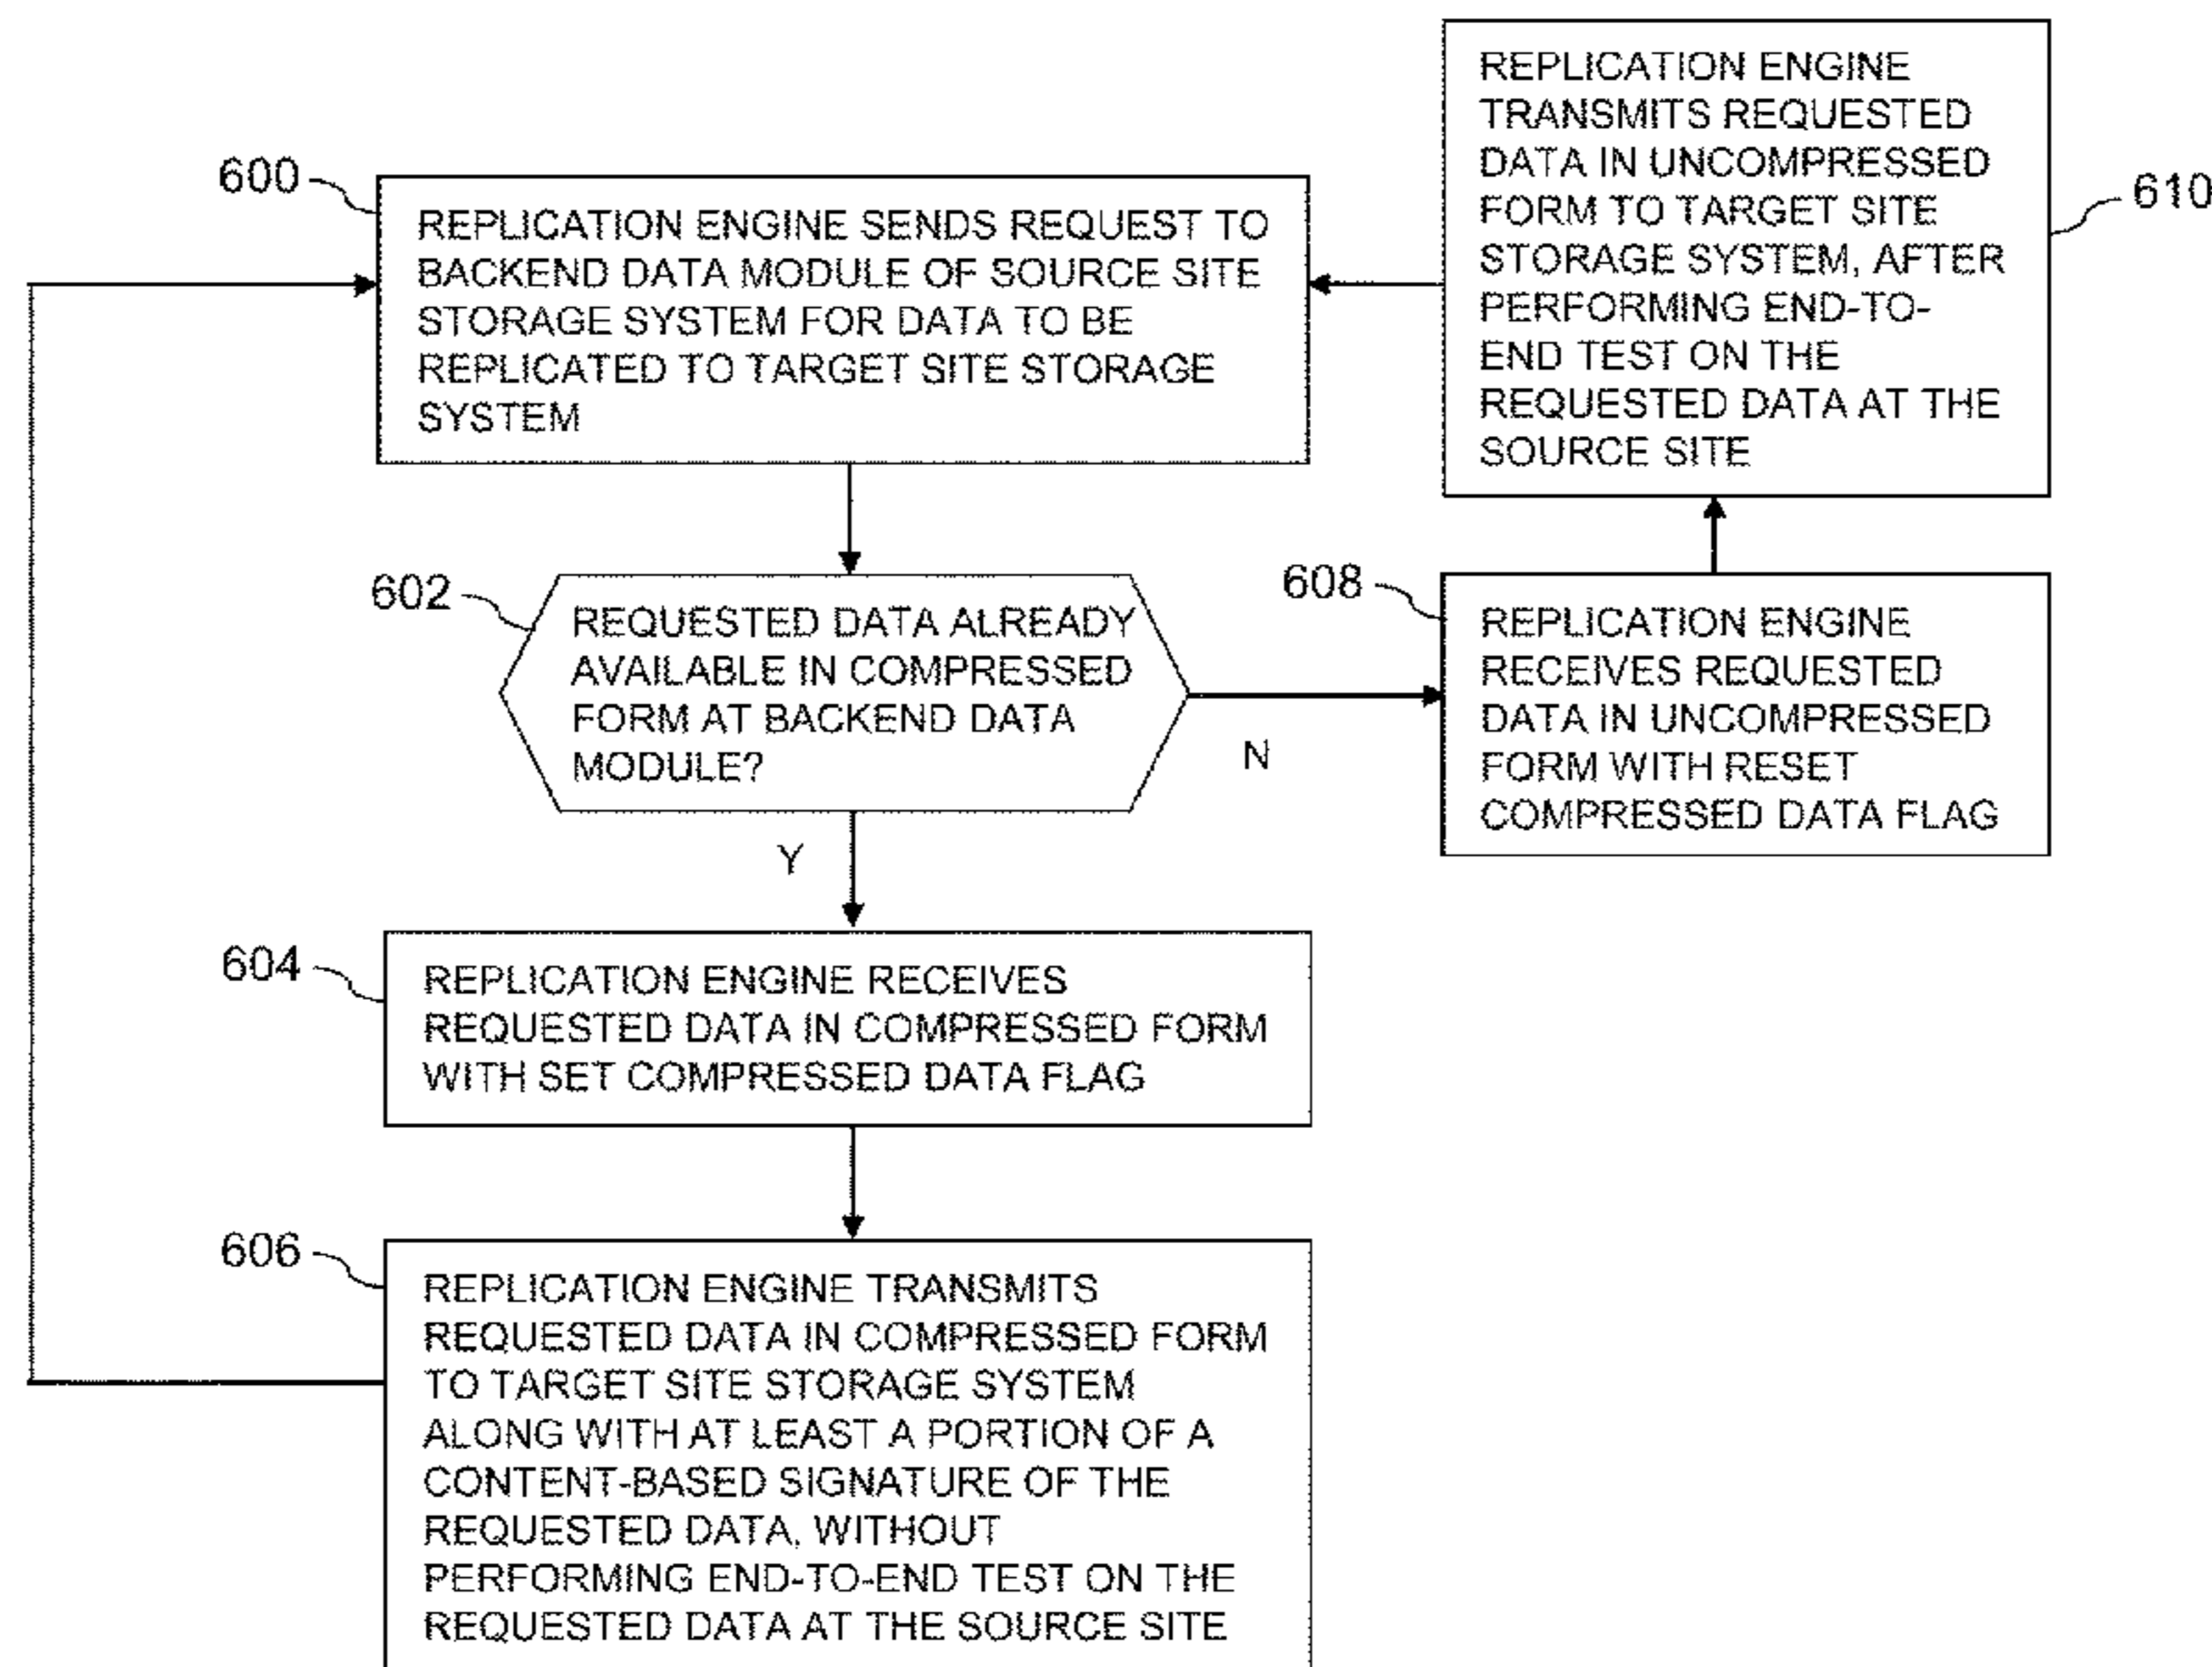 600
REPLICATION ENGINE SENDS REQUEST TO
BACKEND DATA MODULE OF SOURCE SITE
STORAGE SYSTEM FOR DATA TO BE
REPLICATED TO TARGET SITE STORAGE
SYSTEM
602
REQUESTED DATA ALREADY
AVAILABLE IN COMPRESSED
FORM AT BACKEND DATA
MODULE?
Y
N
604
REPLICATION ENGINE RECEIVES
REQUESTED DATA IN COMPRESSED FORM
WITH SET COMPRESSED DATA FLAG
606
REPLICATION ENGINE TRANSMITS
REQUESTED DATA IN COMPRESSED FORM
TO TARGET SITE STORAGE SYSTEM
ALONG WITH AT LEAST A PORTION OF A
CONTENT-BASED SIGNATURE OF THE
REQUESTED DATA, WITHOUT
PERFORMING END-TO-END TEST ON THE
REQUESTED DATA AT THE SOURCE SITE
608
REPLICATION ENGINE
RECEIVES REQUESTED
DATA IN UNCOMPRESSED
FORM WITH RESET
COMPRESSED DATA FLAG
610
REPLICATION ENGINE
TRANSMITS REQUESTED
DATA IN UNCOMPRESSED
FORM TO TARGET SITE
STORAGE SYSTEM, AFTER
PERFORMING END-TO-
END TEST ON THE
REQUESTED DATA AT THE
SOURCE SITE